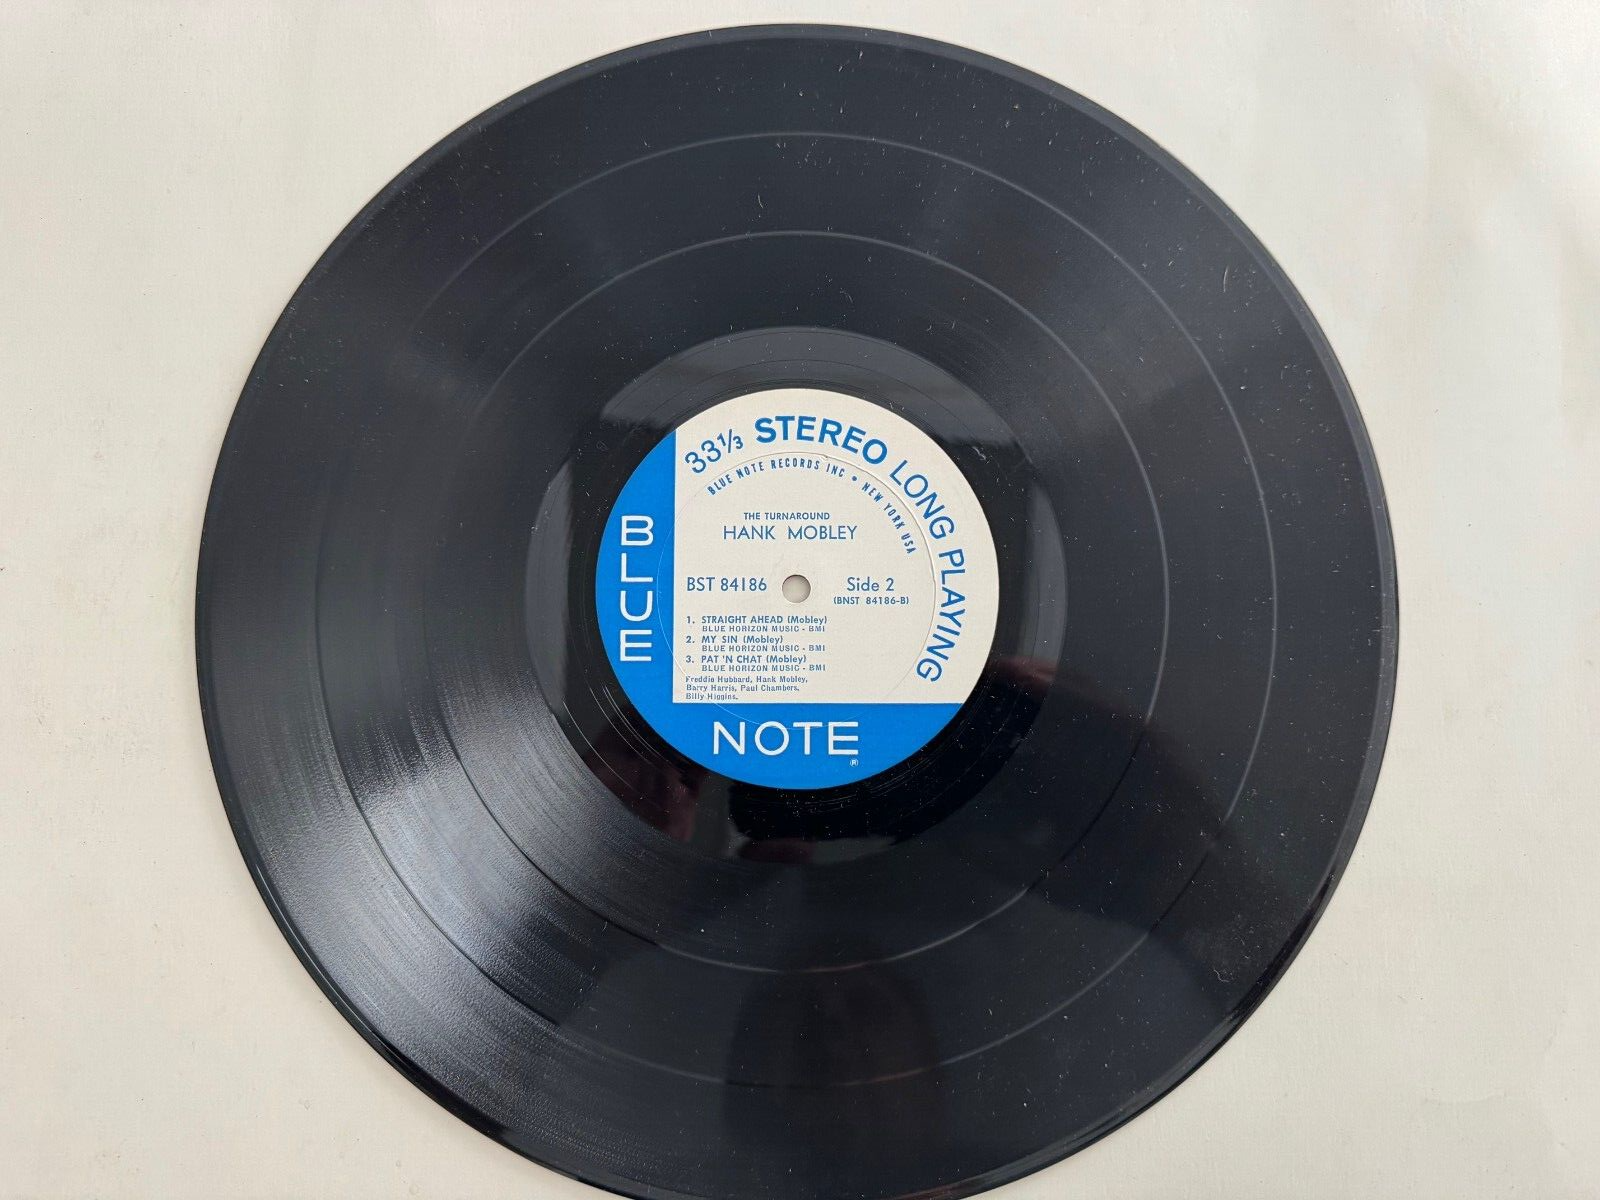 33⅓ STEREO LONG PLAYING
BLUE NOTE RECORDS INC • NEW YORK USA
THE TURNAROUND
HANK MOBLEY
BST 84186
Side 2
(BNST 84186-B)
1. STRAIGHT AHEAD (Mobley)
BLUE HORIZON MUSIC - BMI
2. MY SIN (Mobley)
BLUE HORIZON MUSIC - BMI
3. PAT 'N CHAT (Mobley)
BLUE HORIZON MUSIC - BMI
Freddie Hubbard, Hank Mobley,
Barry Harris, Paul Chambers,
Billy Higgins.
BLUE
NOTE
®